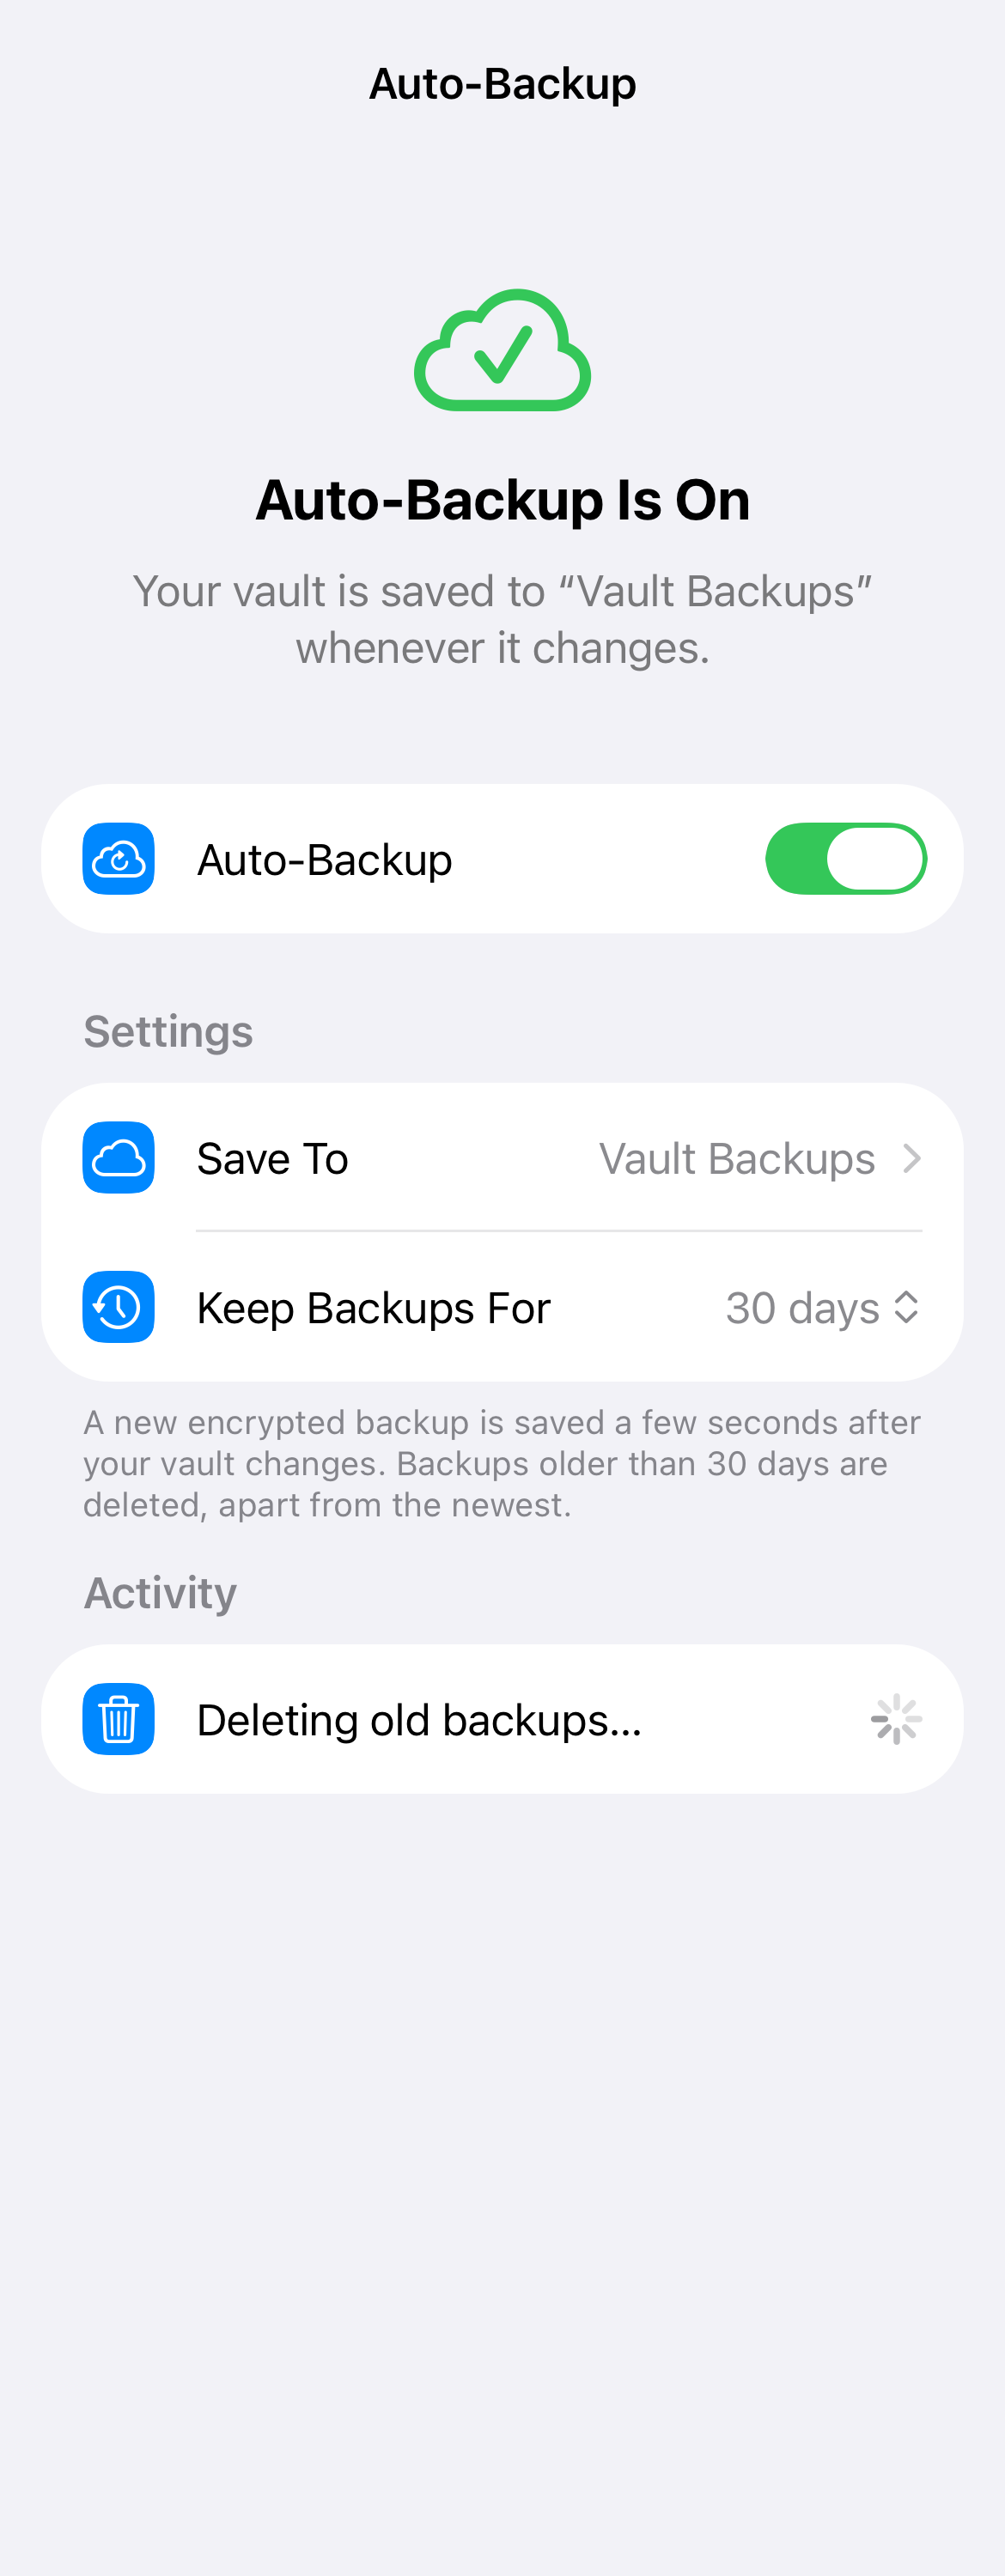 Auto-Backup
Auto-Backup Is On
Your vault is saved to “Vault Backups”
whenever it changes.
Auto-Backup
Settings
Save To Vault Backups
Keep Backups For 30 days
A new encrypted backup is saved a few seconds after
your vault changes. Backups older than 30 days are
deleted, apart from the newest.
Activity
Deleting old backups...